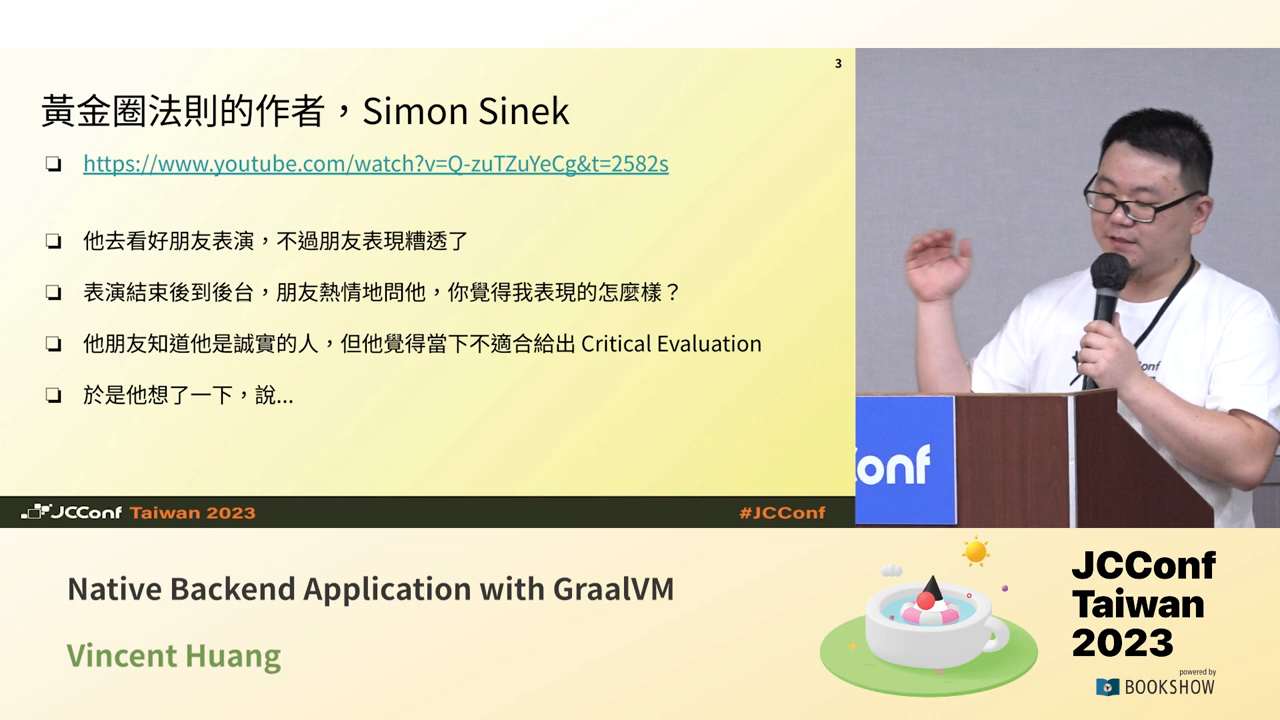 3
黃金圈法則的作者，Simon Sinek
❏ https://www.youtube.com/watch?v=Q-zuTZuYeCg&t=2582s
❏ 他去看好朋友表演，不過朋友表現糟透了
❏ 表演結束後到後台，朋友熱情地問他，你覺得我表現的怎麼樣？
❏ 他朋友知道他是誠實的人，但他覺得當下不適合給出 Critical Evaluation
❏ 於是他想了一下，說...
JCConf Taiwan 2023
#JCConf
onf
Native Backend Application with GraalVM
Vincent Huang
JCConf
Taiwan
2023
powered by
BOOKSHOW